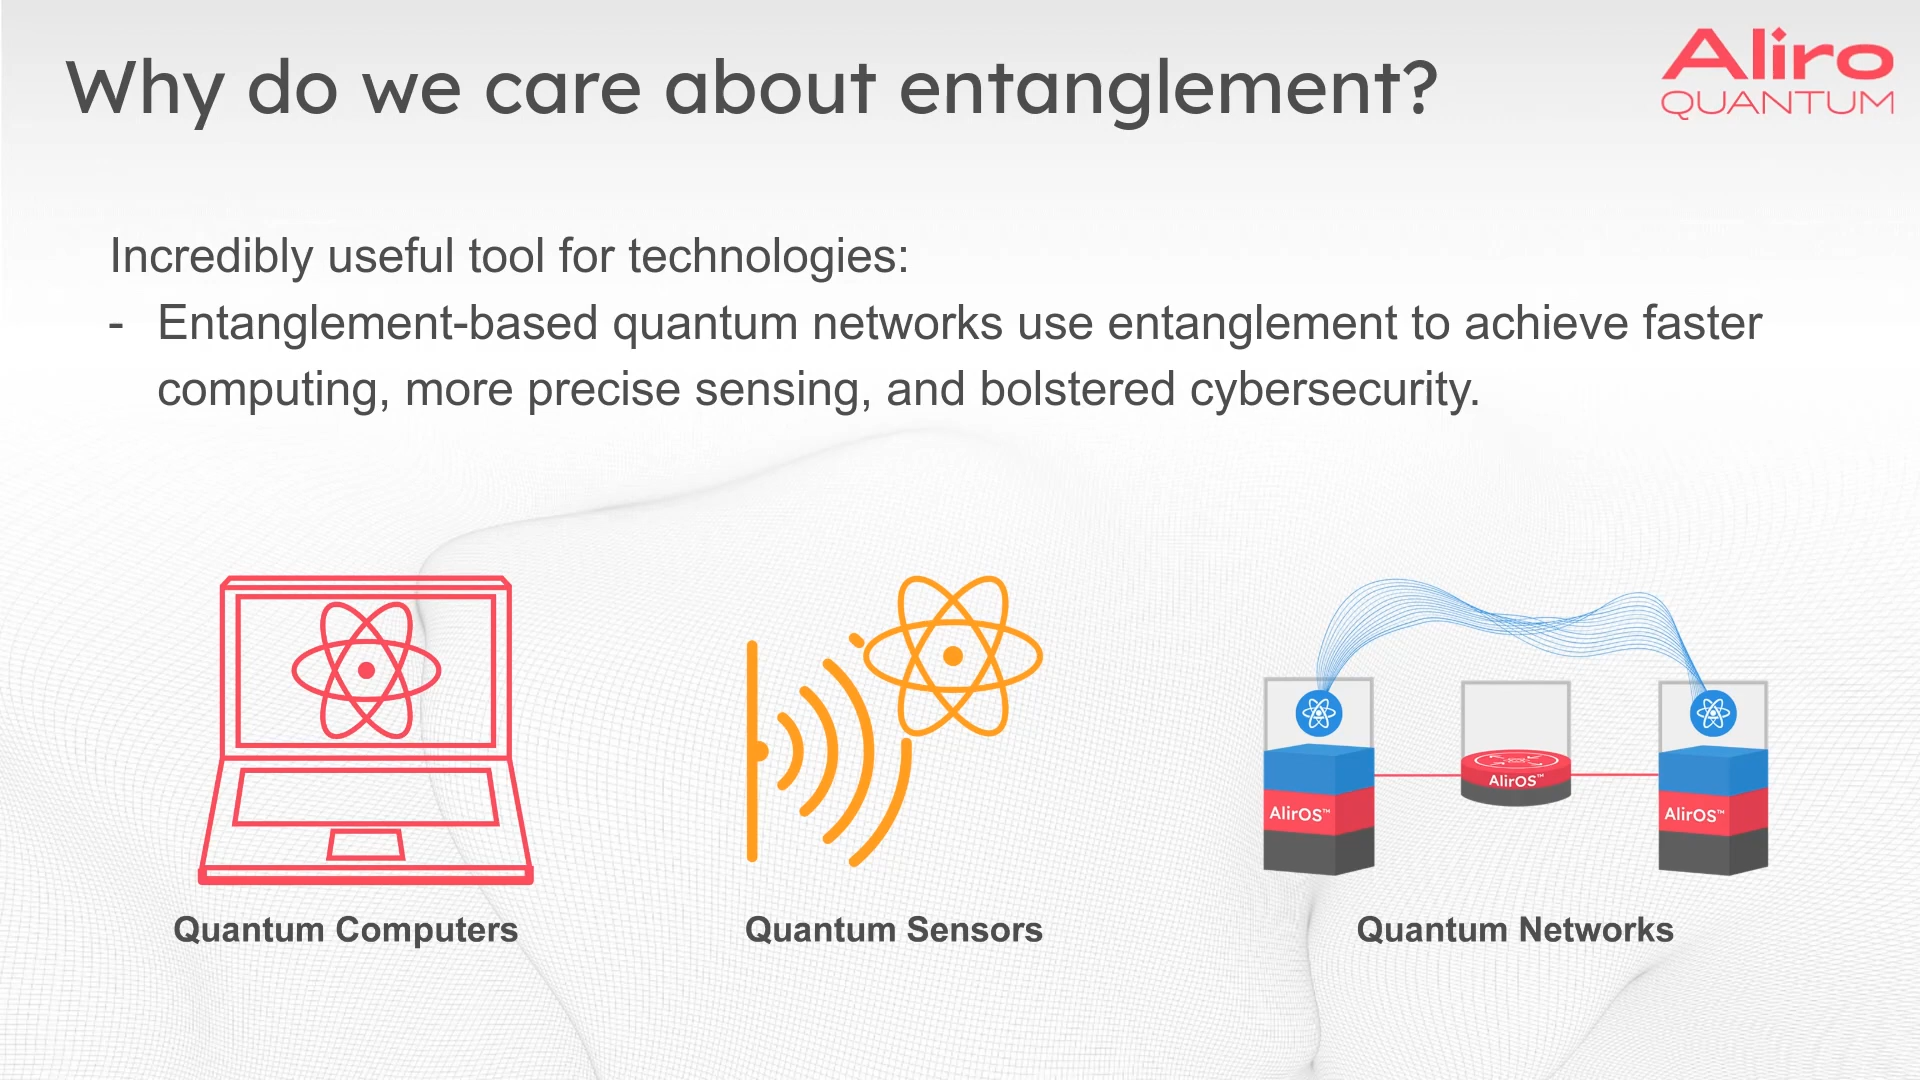 Why do we care about entanglement?
Aliro
QUANTUM
Incredibly useful tool for technologies:
- Entanglement-based quantum networks use entanglement to achieve faster
computing, more precise sensing, and bolstered cybersecurity.
AlirOS™
AlirOS™
AlirOS™
Quantum Computers
Quantum Sensors
Quantum Networks